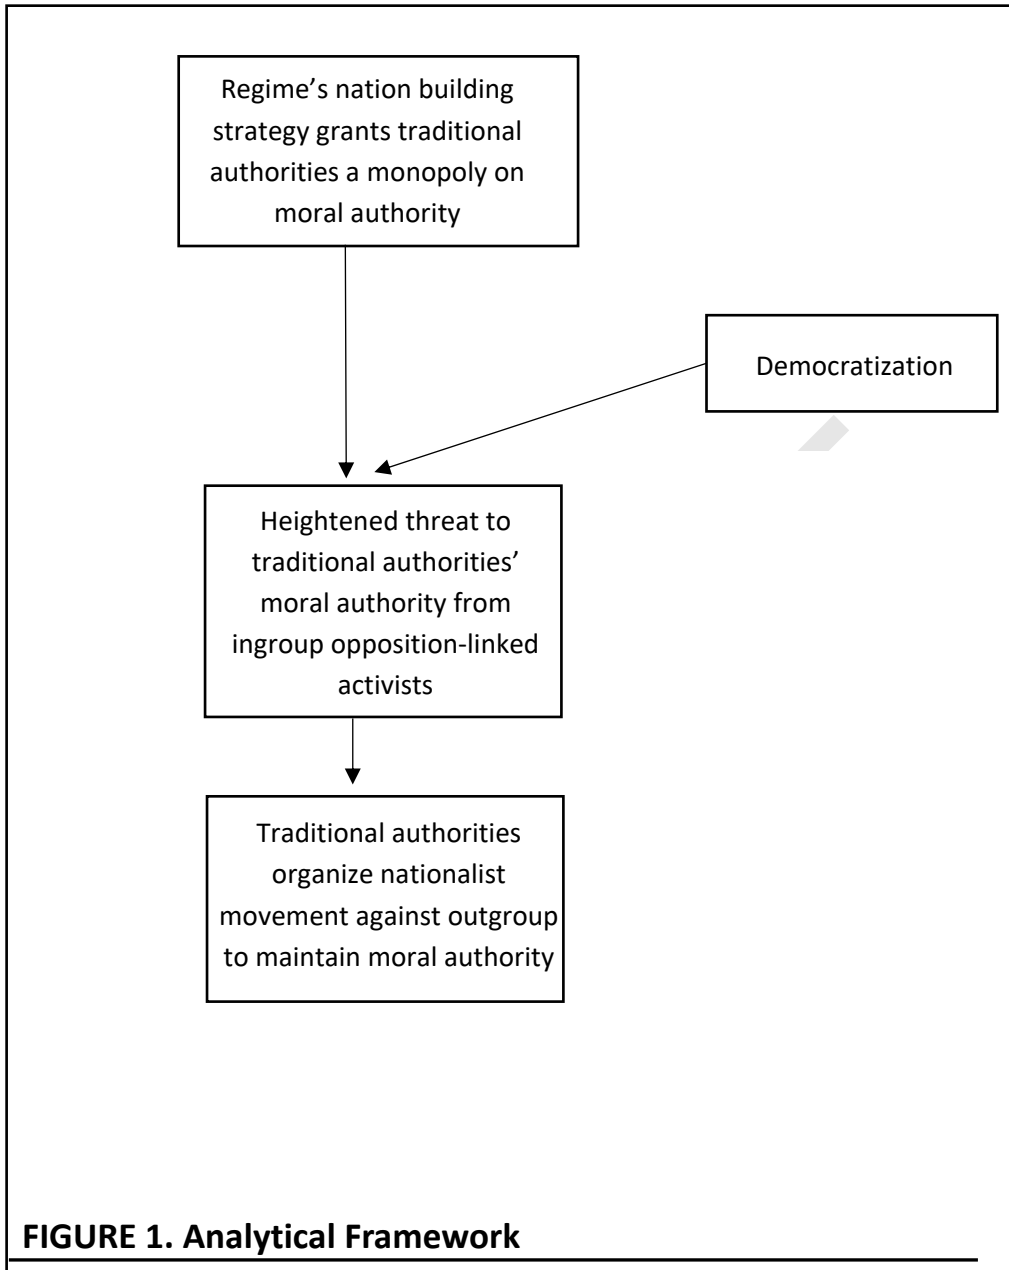 Regime’s nation building
strategy grants traditional
authorities a monopoly on
moral authority
Democratization
Heightened threat to
traditional authorities’
moral authority from
ingroup opposition-linked
activists
Traditional authorities
organize nationalist
movement against outgroup
to maintain moral authority
FIGURE 1. Analytical Framework